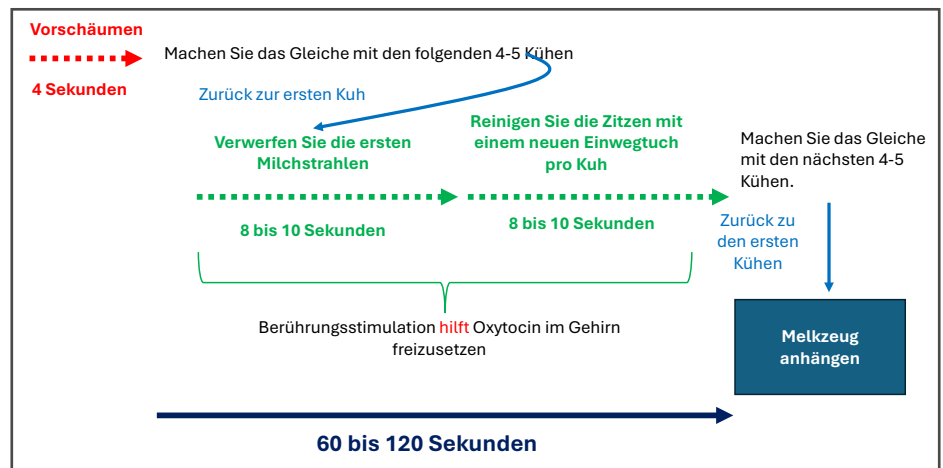 Vorschäumen
4 Sekunden
Machen Sie das Gleiche mit den folgenden 4-5 Kühen
Zurück zur ersten Kuh
Verwerfen Sie die ersten
Milchstrahlen
8 bis 10 Sekunden
Reinigen Sie die Zitzen mit
einem neuen Einwegtuch
pro Kuh
8 bis 10 Sekunden
Machen Sie das Gleiche
mit den nächsten 4-5
Kühen.
Zurück zu
den ersten
Kühen
Berührungsstimulation hilft Oxytocin im Gehirn
freizusetzen
Melkzeug
anhängen
60 bis 120 Sekunden